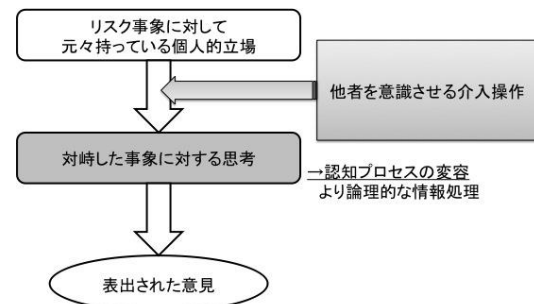 リスク事象に対して
元々持っている個人的立場
他者を意識させる介入操作
対峙した事象に対する思考
→認知プロセスの変容
より論理的な情報処理
表出された意見